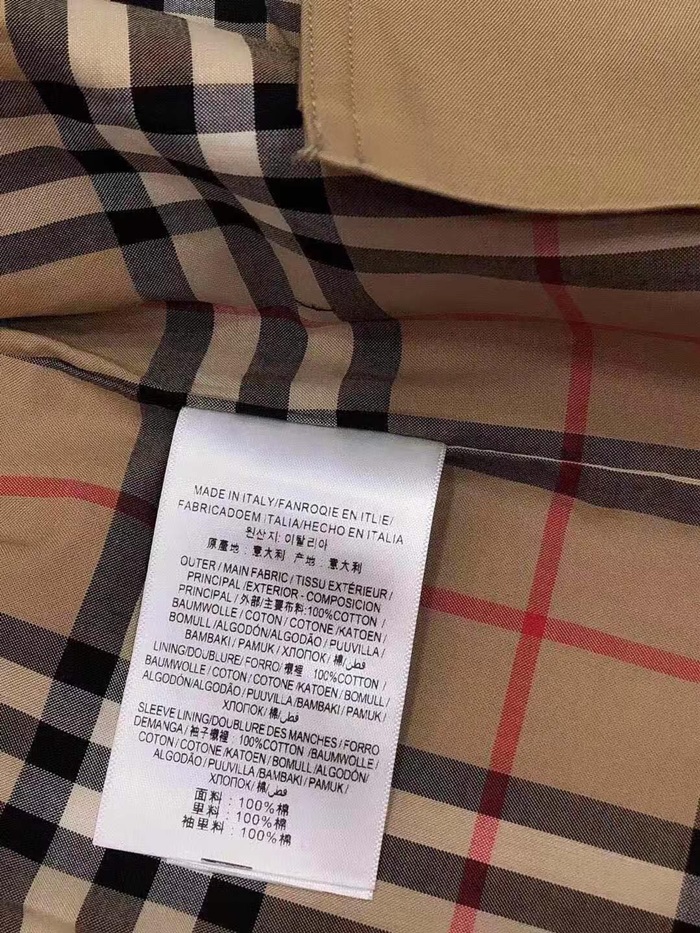 MADE IN ITALY/FANROQIE EN ITLIE/
FABRICADOEM ITALIA/HECHO EN ITALIA
원산지: 이탈리아
原產地 : 意大利 产地 : 意大利
OUTER / MAIN FABRIC / TISSU EXTÉRIEUR /
PRINCIPAL /EXTERIOR - COMPOSICION
PRINCIPAL / 外部/主要布料:100%COTTON /
BAUMWOLLE / COTON / COTONE /KATOEN /
BOMULL / ALGODÓN/ALGODÃO / PUUVILLA /
BAMBAKI / PAMUK / ХЛОПОК / 棉/قطن
LINING/DOUBLURE/ FORRO/ 襯裡 100%COTTON /
BAUMWOLLE / COTON / COTONE /KATOEN / BOMULL /
ALGODÓN/ALGODÃO / PUUVILLA /BAMBAKI / PAMUK /
ХЛОПОК/ 棉/قطن
SLEEVE LINING/DOUBLURE DES MANCHES / FORRO
DEMANGA / 袖子襯裡 100%COTTON /BAUMWOLLE /
COTON / COTONE /KATOEN / BOMULL /ALGODÓN/
ALGODÃO / PUUVILLA /BAMBAKI / PAMUK /
ХЛОПОК/ 棉/قطن
面料 : 100% 棉
里料 : 100% 棉
袖里料 : 100% 棉